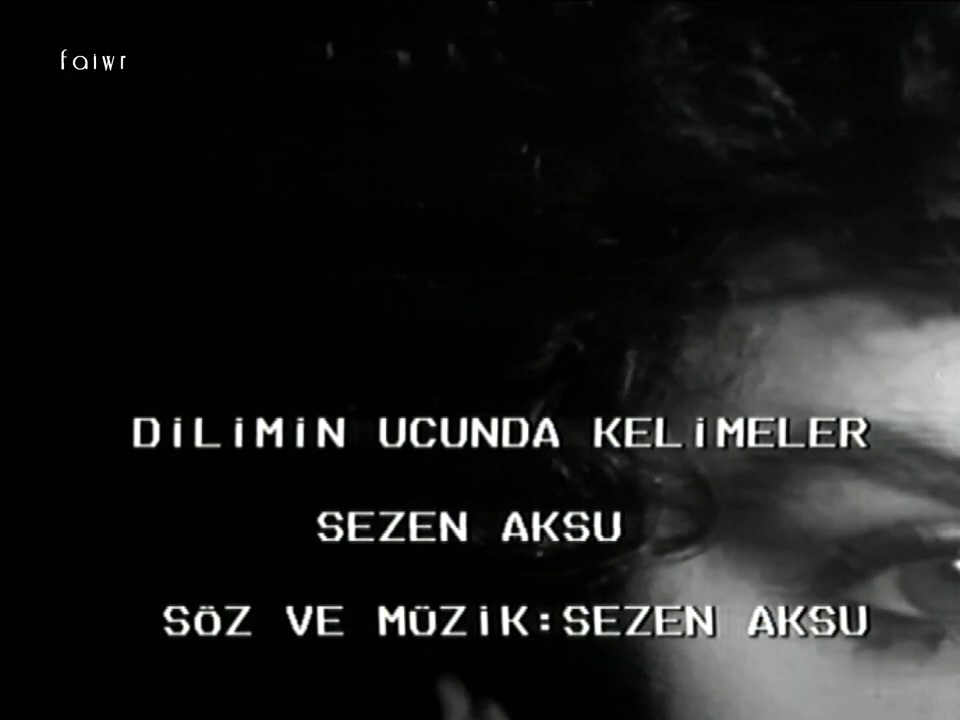 faiwr
DİLİMİN UCUNDA KELİMELER
SEZEN AKSU
SÖZ VE MÜZİK:SEZEN AKSU